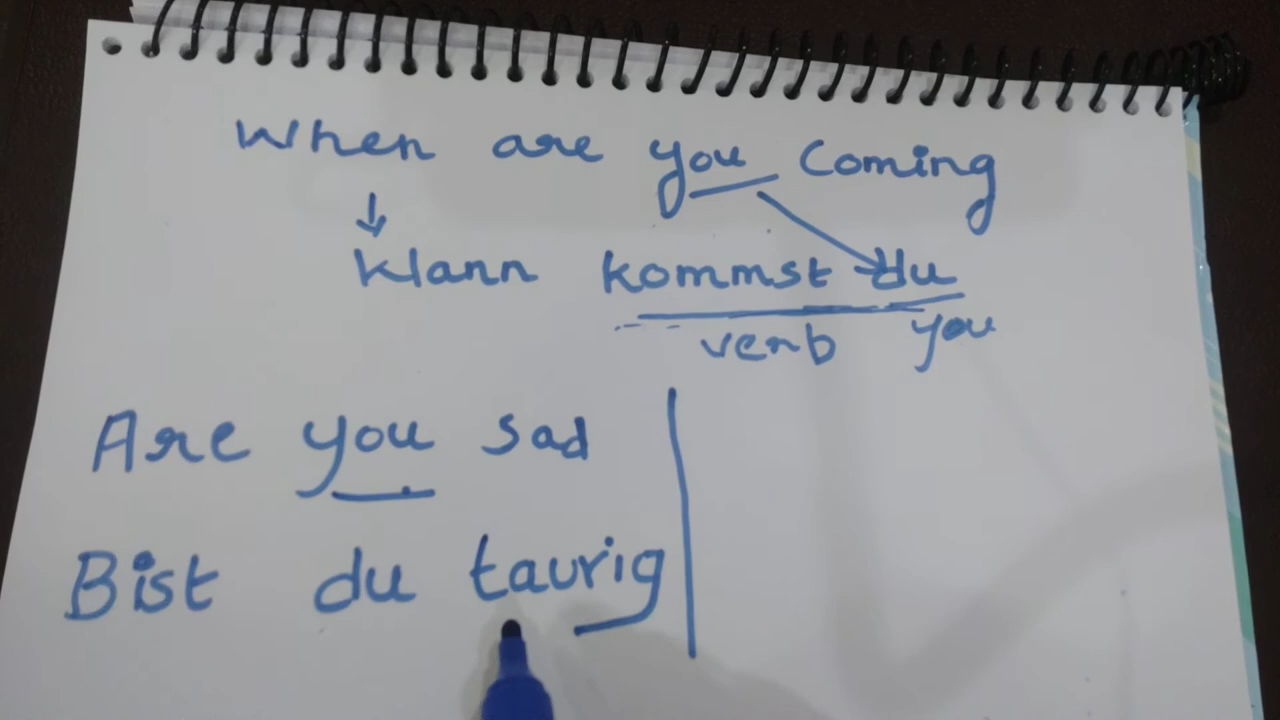 When are you Coming
klann kommst du
verb you
Are you sad
Bist du taurig